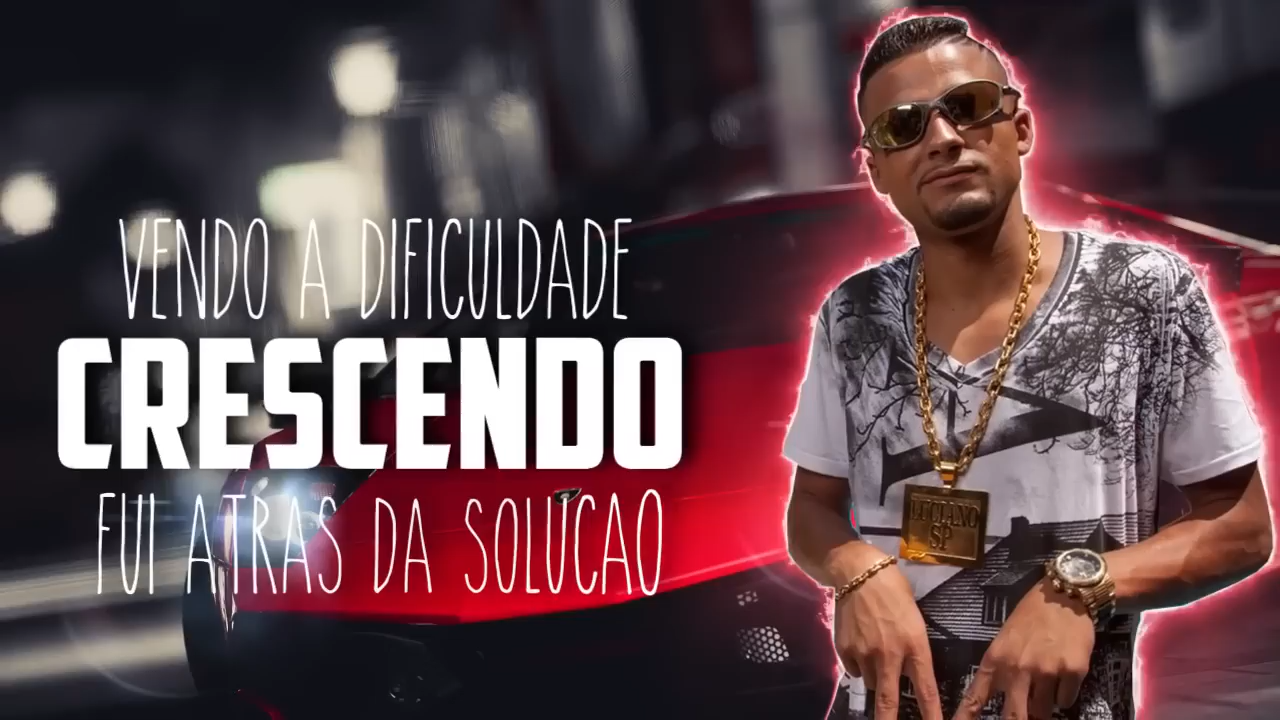 VENDO A DIFICULDADE
CRESCENDO
FUI ATRAS DA SOLUCAO
LUCIANO
SP